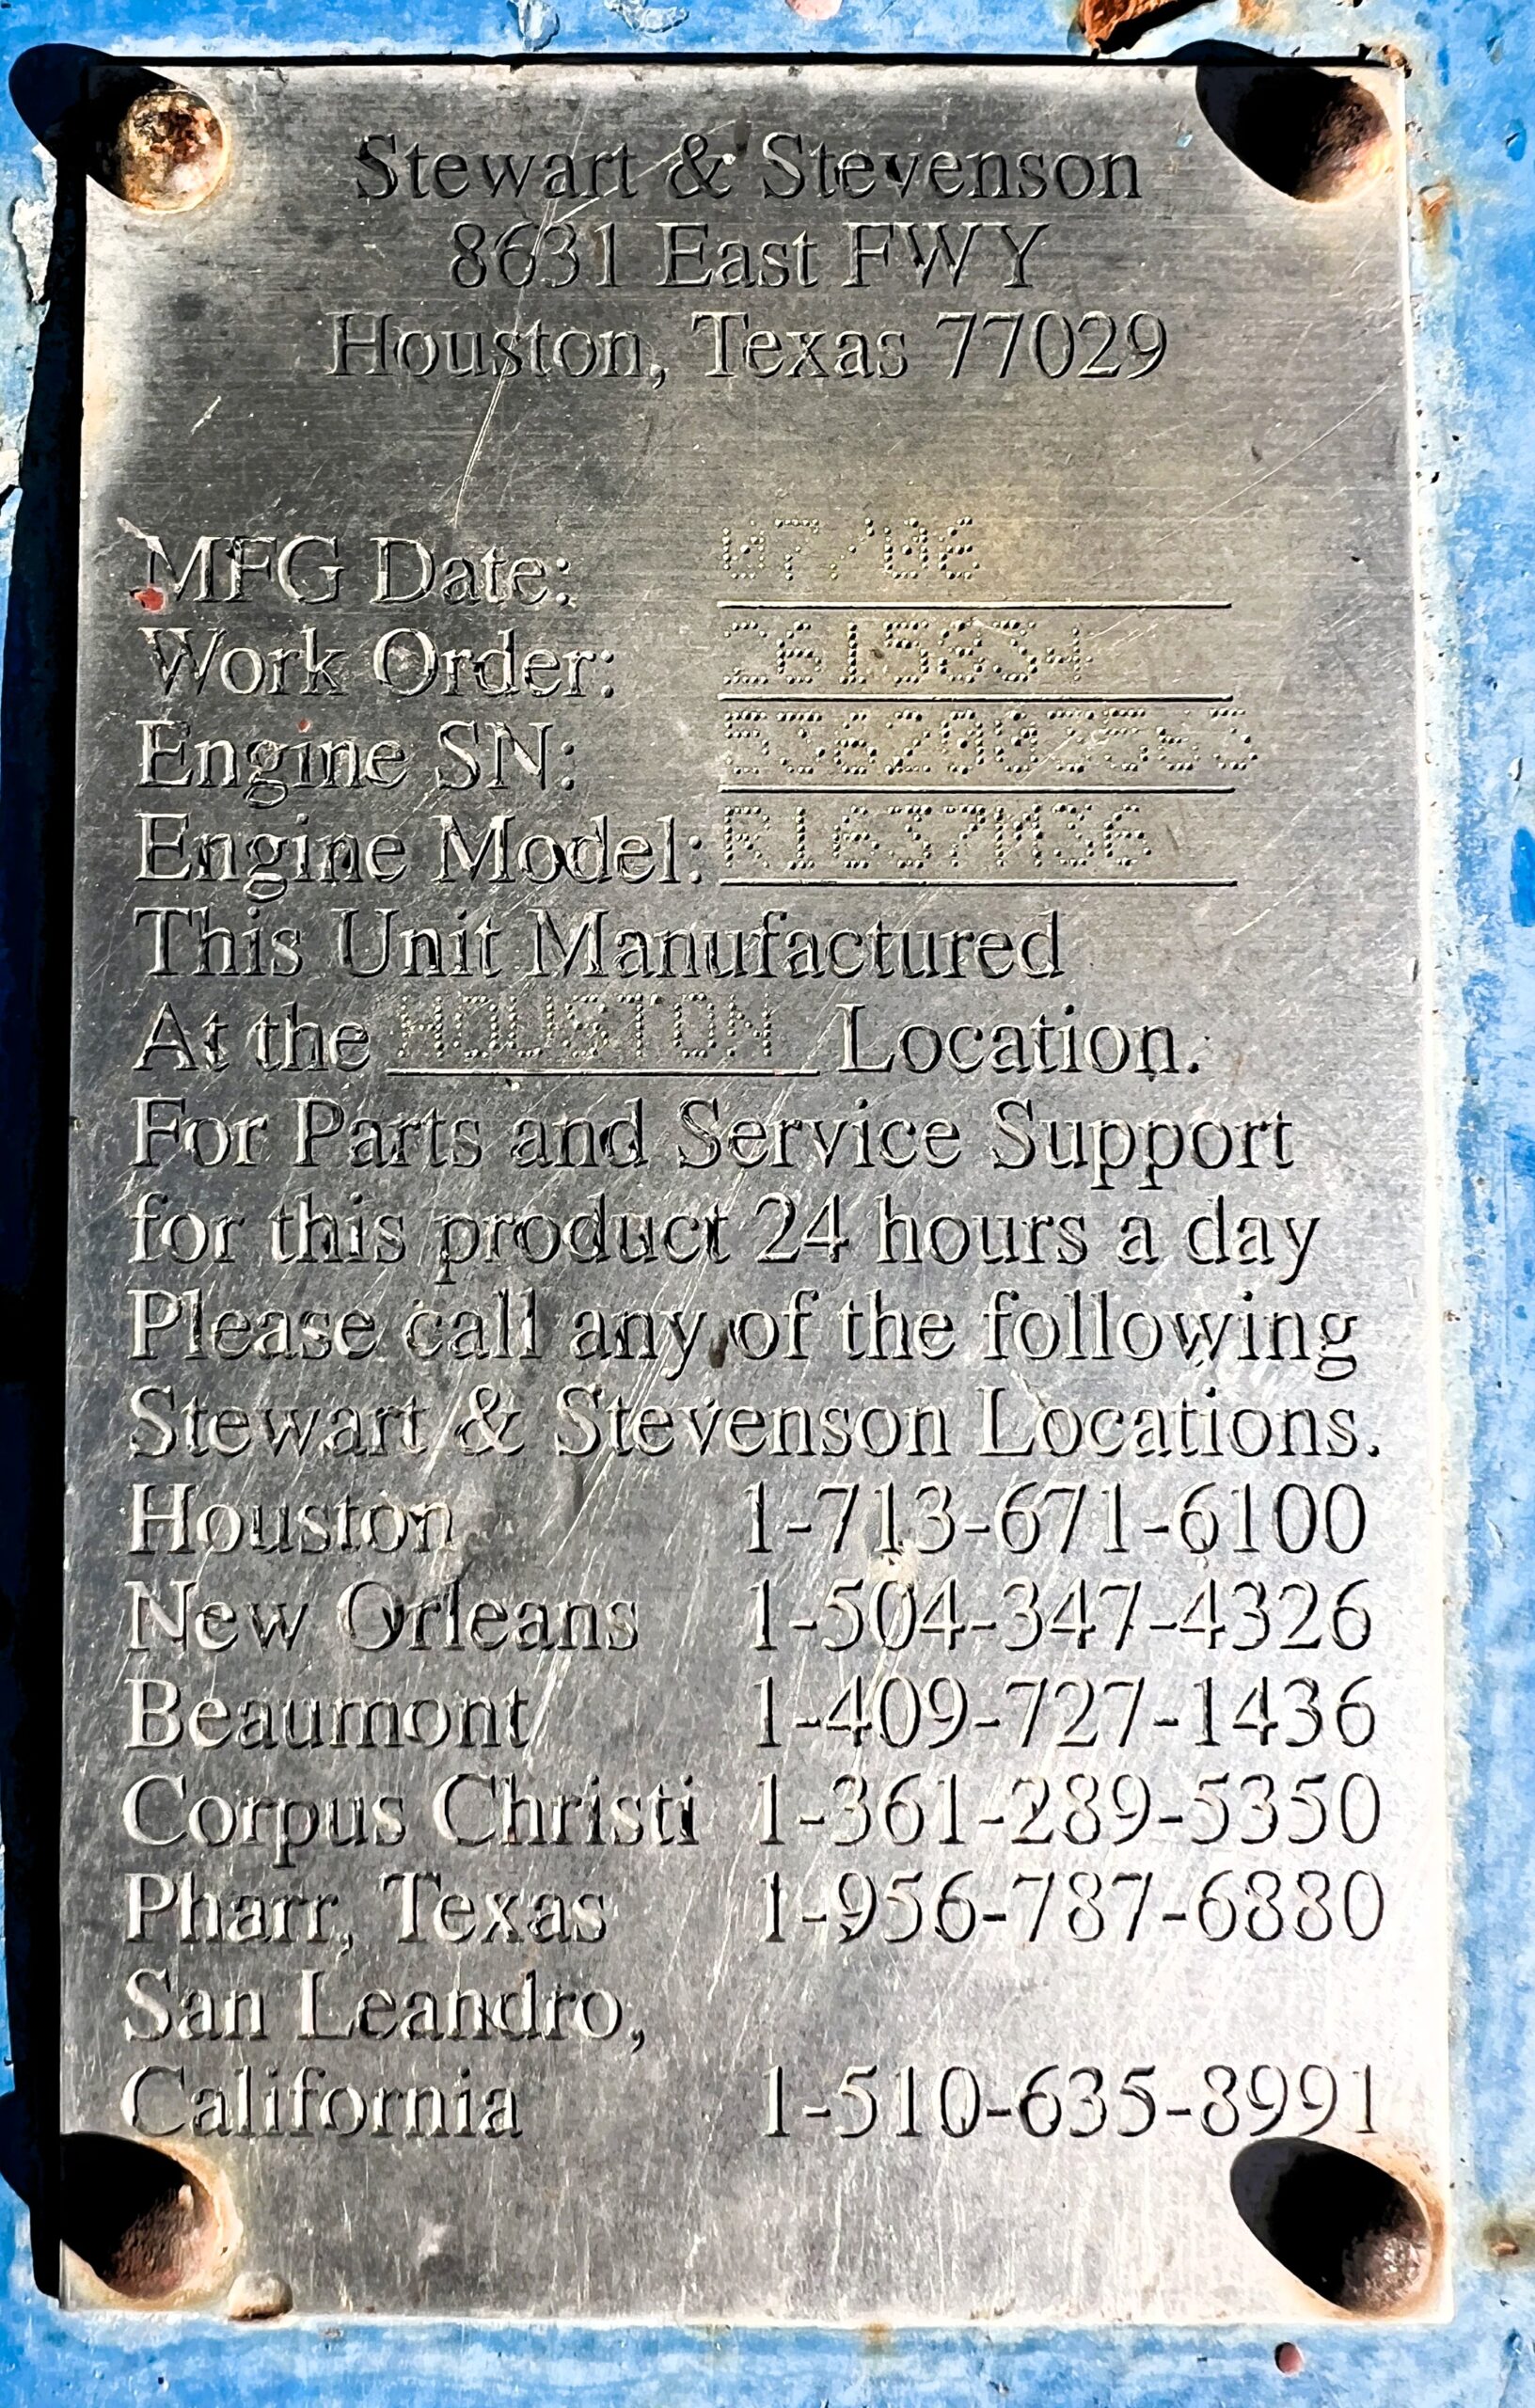 Stewart & Stevenson
8631 East FWY
Houston, Texas 77029
MFG Date:
Work Order: 2615834
Engine SN:
Engine Model: R1637M36
This Unit Manufactured
At the HOUSTON Location.
For Parts and Service Support
for this product 24 hours a day
Please call any of the following
Stewart & Stevenson Locations.
Houston 1-713-671-6100
New Orleans 1-504-347-4326
Beaumont 1-409-727-1436
Corpus Christi 1-361-289-5350
Pharr, Texas 1-956-787-6880
San Leandro,
California 1-510-635-8991